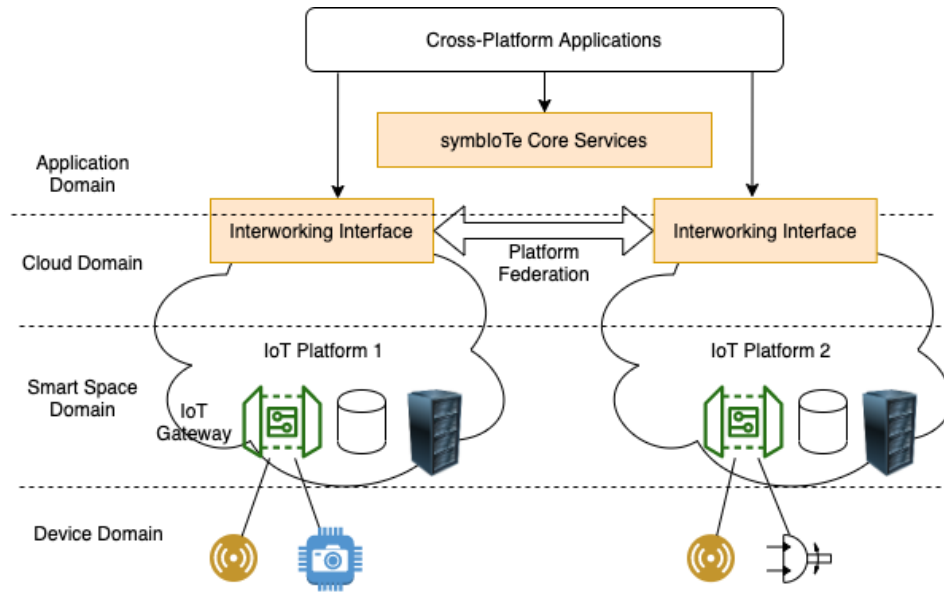 Cross-Platform Applications
symbIoTe Core Services
Application
Domain
Interworking Interface
Interworking Interface
Platform
Federation
Cloud Domain
IoT Platform 1
IoT Platform 2
Smart Space
Domain
IoT
Gateway
Device Domain